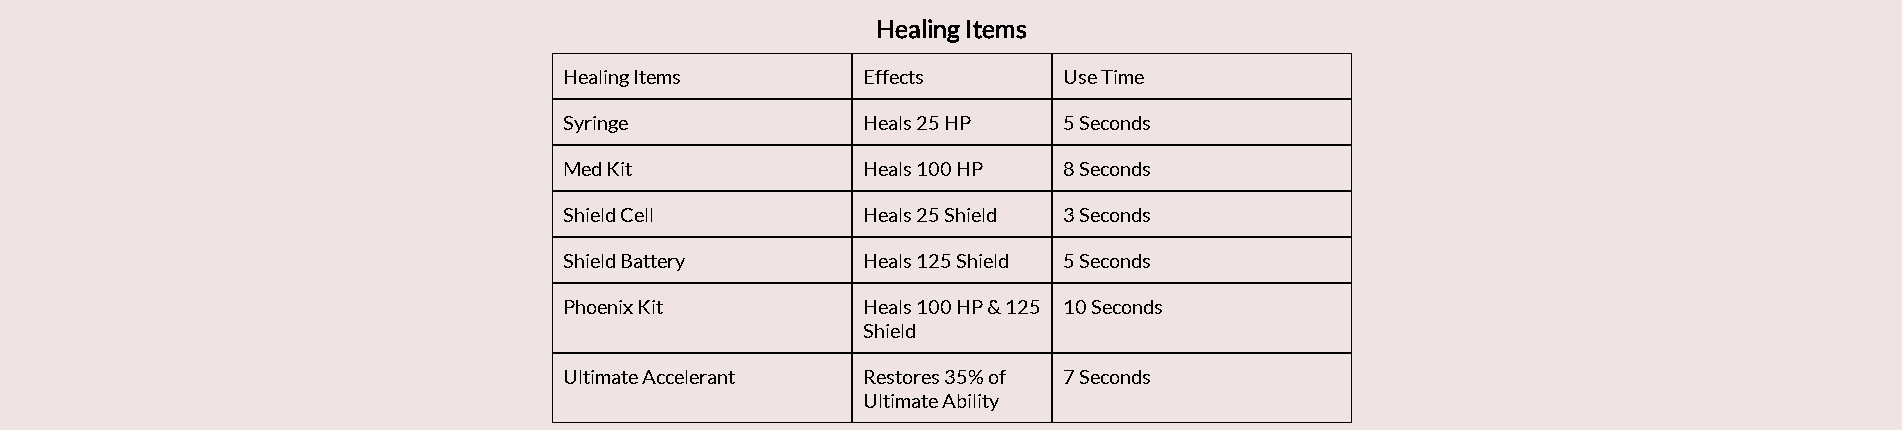 Healing Items
Healing Items Effects Use Time
Syringe Heals 25 HP 5 Seconds
Med Kit Heals 100 HP 8 Seconds
Shield Cell Heals 25 Shield 3 Seconds
Shield Battery Heals 125 Shield 5 Seconds
Phoenix Kit Heals 100 HP & 125 10 Seconds
Shield
Ultimate Accelerant Restores 35% of 7 Seconds
Ultimate Ability